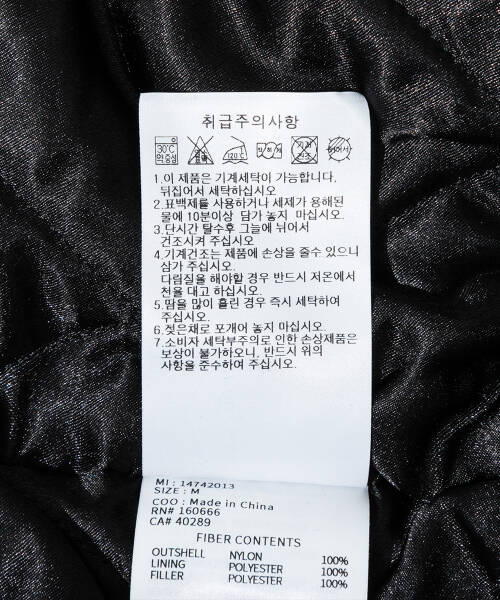 취급주의사항
30℃
약중성
120℃
1.이 제품은 기계세탁이 가능합니다,
뒤집어서 세탁하십시오.
2.표백제를 사용하거나 세제가 용해된
물에 10분이상 담가 놓지 마십시오.
3.단시간 탈수후 그늘에 뉘어서
건조시켜 주십시오
4.기계건조는 제품에 손상을 줄수 있으니
삼가 주십시오.
다림질을 해야할 경우 반드시 저온에서
천을 대고 하십시오.
5.땀을 많이 흘린 경우 즉시 세탁하여
주십시오.
6.젖은채로 포개어 놓지 마십시오.
7.소비자 세탁부주의로 인한 손상제품은
보상이 불가하오니, 반드시 위의
사항을 준수하여 주십시오.
MI : 14742013
SIZE : M
COO : Made in China
RN# 160666
CA# 40289
FIBER CONTENTS
OUTSHELL NYLON 100%
LINING POLYESTER 100%
FILLER POLYESTER 100%